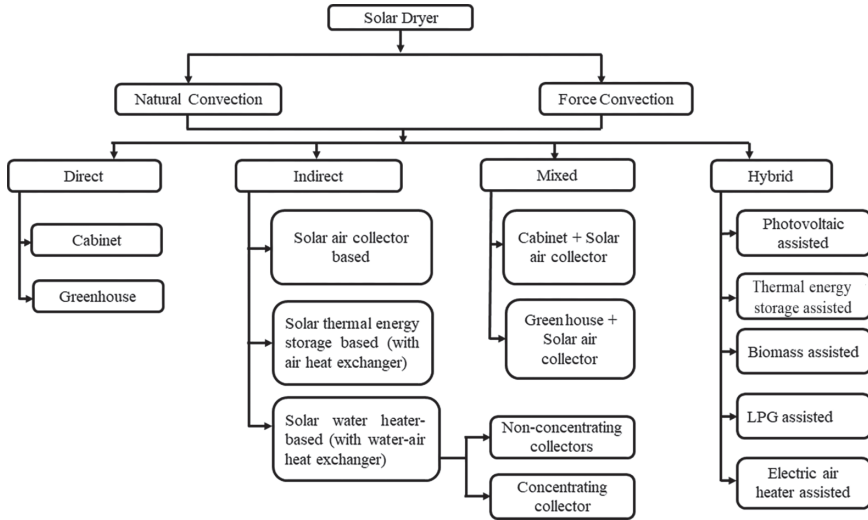 Solar Dryer
Natural Convection
Force Convection
Direct
Indirect
Mixed
Hybrid
Cabinet
Greenhouse
Solar air collector
based
Solar thermal energy
storage based (with
air heat exchanger)
Solar water heater-
based (with water-air
heat exchanger)
Non-concentrating
collectors
Concentrating
collector
Cabinet + Solar
air collector
Greenhouse +
Solar air
collector
Photovoltaic
assisted
Thermal energy
storage assisted
Biomass assisted
LPG assisted
Electric air
heater assisted